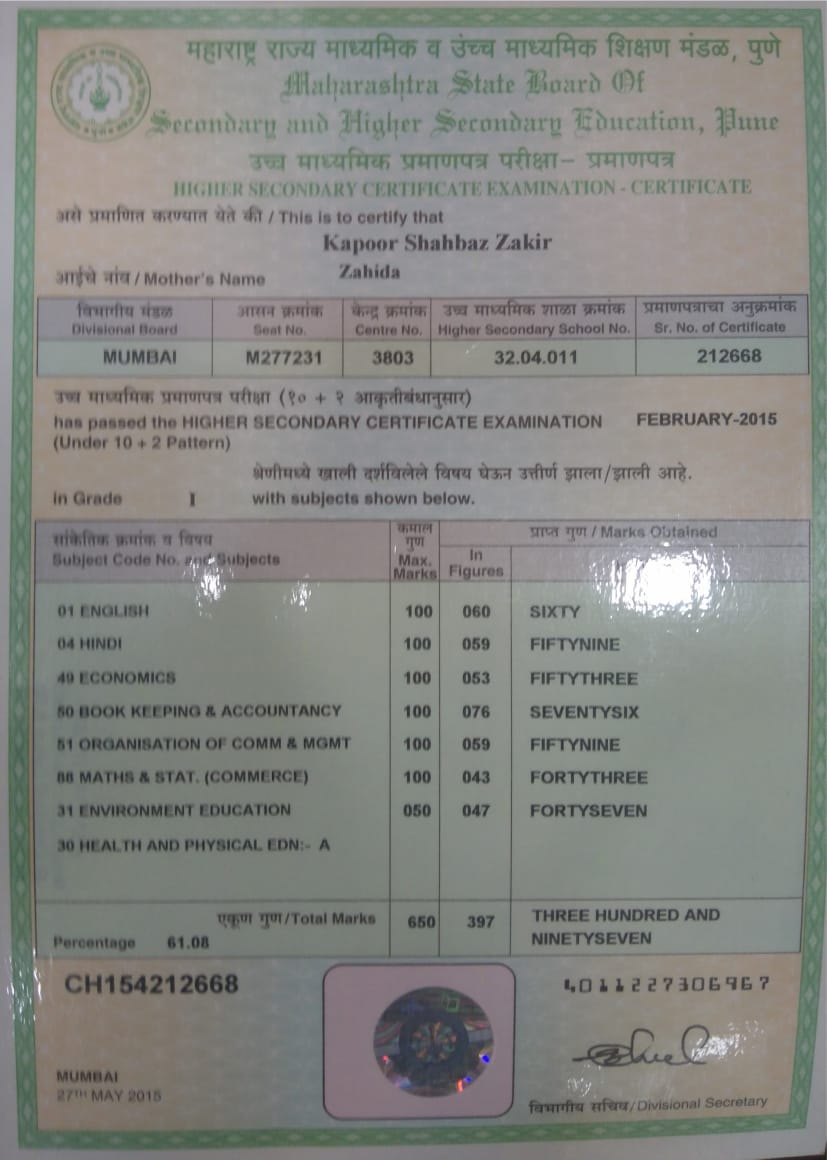 महाराष्ट्र राज्य माध्यमिक व उच्च माध्यमिक शिक्षण मंडळ, पुणे
Maharashtra State Board Of
Secondary and Higher Secondary Education, Pune
उच्च माध्यमिक प्रमाणपत्र परीक्षा– प्रमाणपत्र
HIGHER SECONDARY CERTIFICATE EXAMINATION - CERTIFICATE
असे प्रमाणित करण्यात येते की / This is to certify that
Kapoor Shahbaz Zakir
आईचे नांव / Mother's Name Zahida
विभागीय मंडळ आसन क्रमांक केन्द्र क्रमांक उच्च माध्यमिक शाळा क्रमांक प्रमाणपत्राचा अनुक्रमांक
Divisional Board Seat No. Centre No. Higher Secondary School No. Sr. No. of Certificate
MUMBAI M277231 3803 32.04.011 212668
उच्च माध्यमिक प्रमाणपत्र परीक्षा (१० + २ आकृतीबंधानुसार)
has passed the HIGHER SECONDARY CERTIFICATE EXAMINATION FEBRUARY-2015
(Under 10 + 2 Pattern)
श्रेणीमध्ये खाली दर्शविलेले विषय घेऊन उत्तीर्ण झाला/झाली आहे.
in Grade I with subjects shown below.
सांकेतिक क्रमांक व विषय कमाल गुण प्राप्त गुण / Marks Obtained
Subject Code No. and Subjects Max. Marks In Figures
01 ENGLISH 100 060 SIXTY
04 HINDI 100 059 FIFTYNINE
49 ECONOMICS 100 053 FIFTYTHREE
50 BOOK KEEPING & ACCOUNTANCY 100 076 SEVENTYSIX
51 ORGANISATION OF COMM & MGMT 100 059 FIFTYNINE
88 MATHS & STAT. (COMMERCE) 100 043 FORTYTHREE
31 ENVIRONMENT EDUCATION 050 047 FORTYSEVEN
30 HEALTH AND PHYSICAL EDN:- A
एकूण गुण/Total Marks 650 397 THREE HUNDRED AND
Percentage 61.08 NINETYSEVEN
CH154212668 4011227306967
MUMBAI
27TH MAY 2015
विभागीय सचिव/Divisional Secretary